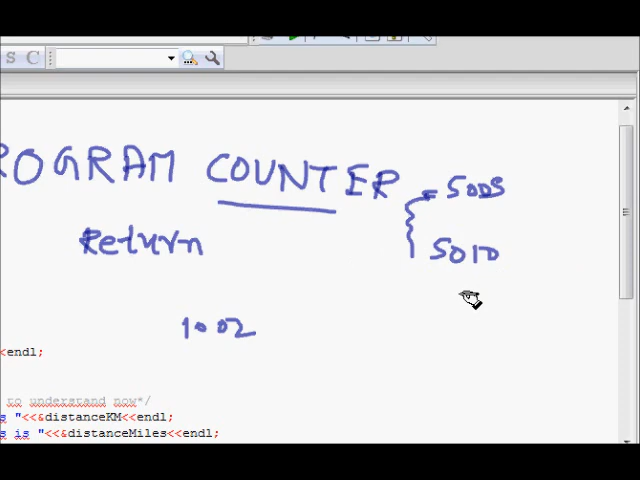 S C
ROGRAM COUNTER
5005
Return
5010
1002
<endl;
to understand now*/
s "<<&distanceKM<<endl;
s is "<<&distanceMiles<<endl;